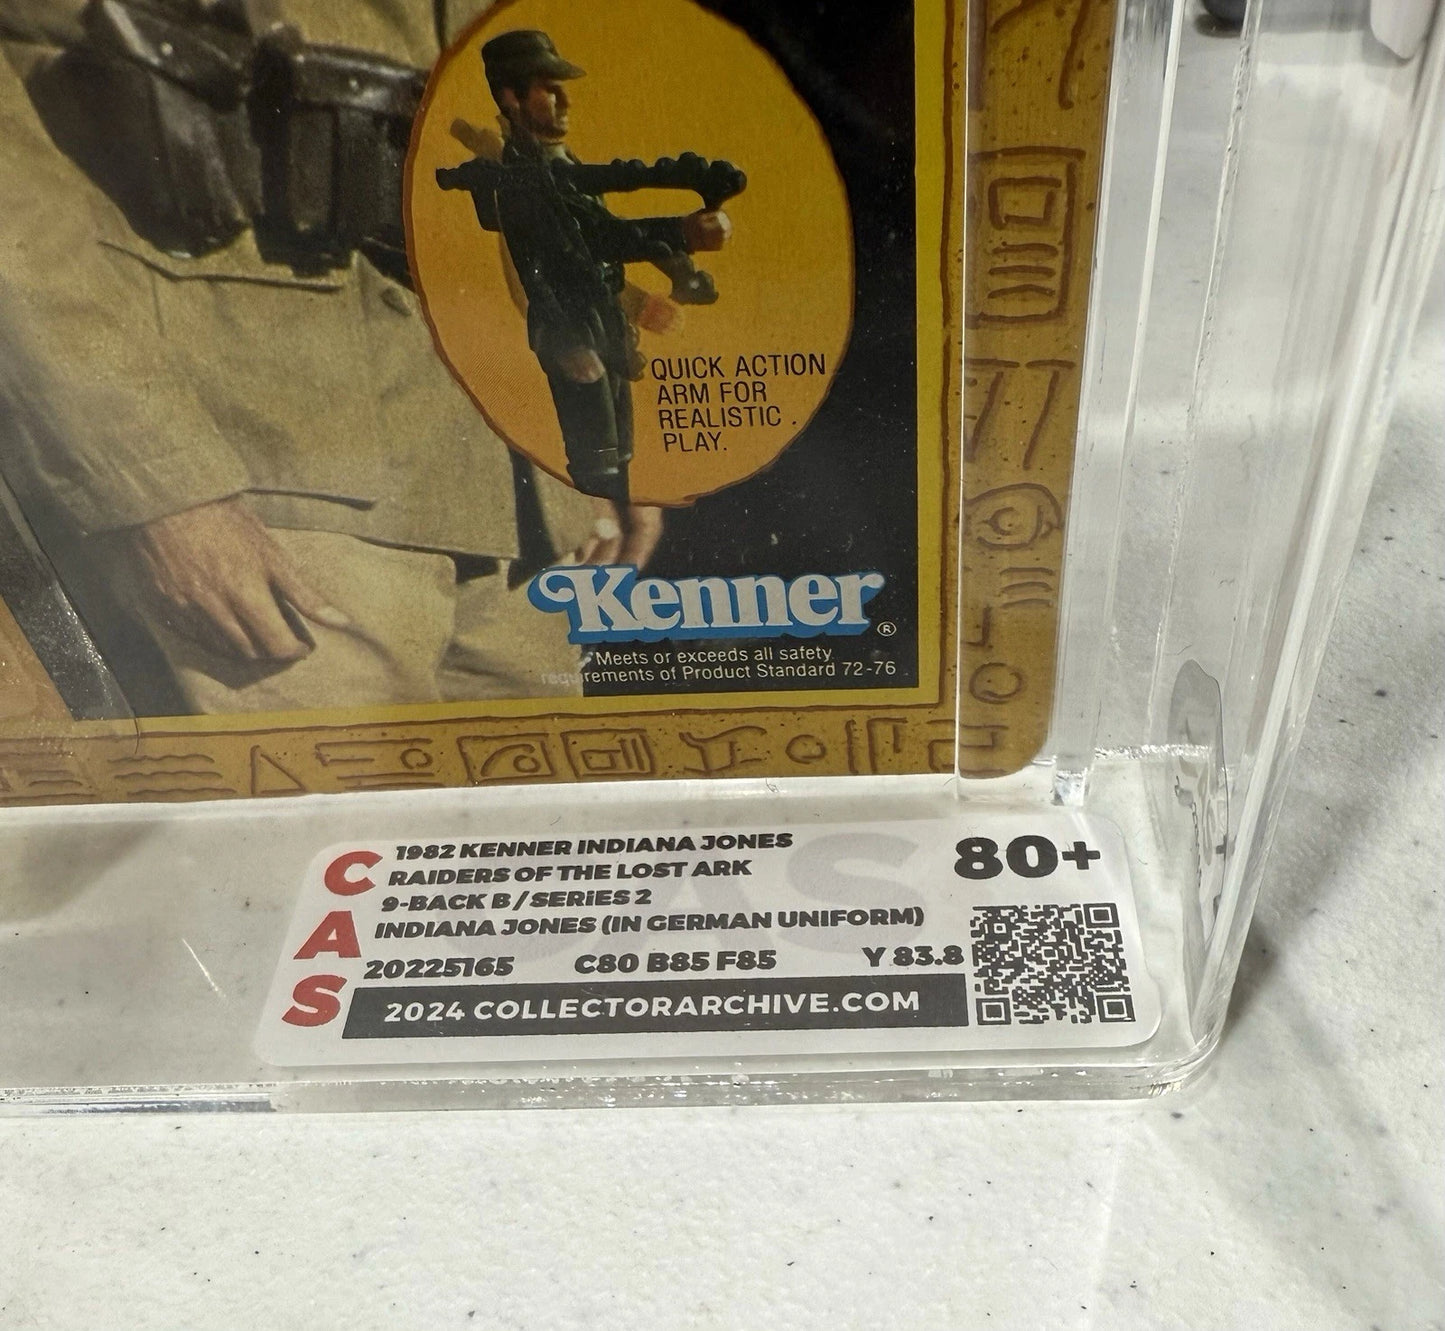 QUICK ACTION
ARM FOR
REALISTIC
PLAY.
Kenner®
Meets or exceeds all safety
requirements of Product Standard 72-76
CAS
1982 KENNER INDIANA JONES
RAIDERS OF THE LOST ARK
9-BACK B / SERIES 2
INDIANA JONES (IN GERMAN UNIFORM)
80+
20225165 C80 B85 F85 Y 83.8
2024 COLLECTORARCHIVE.COM